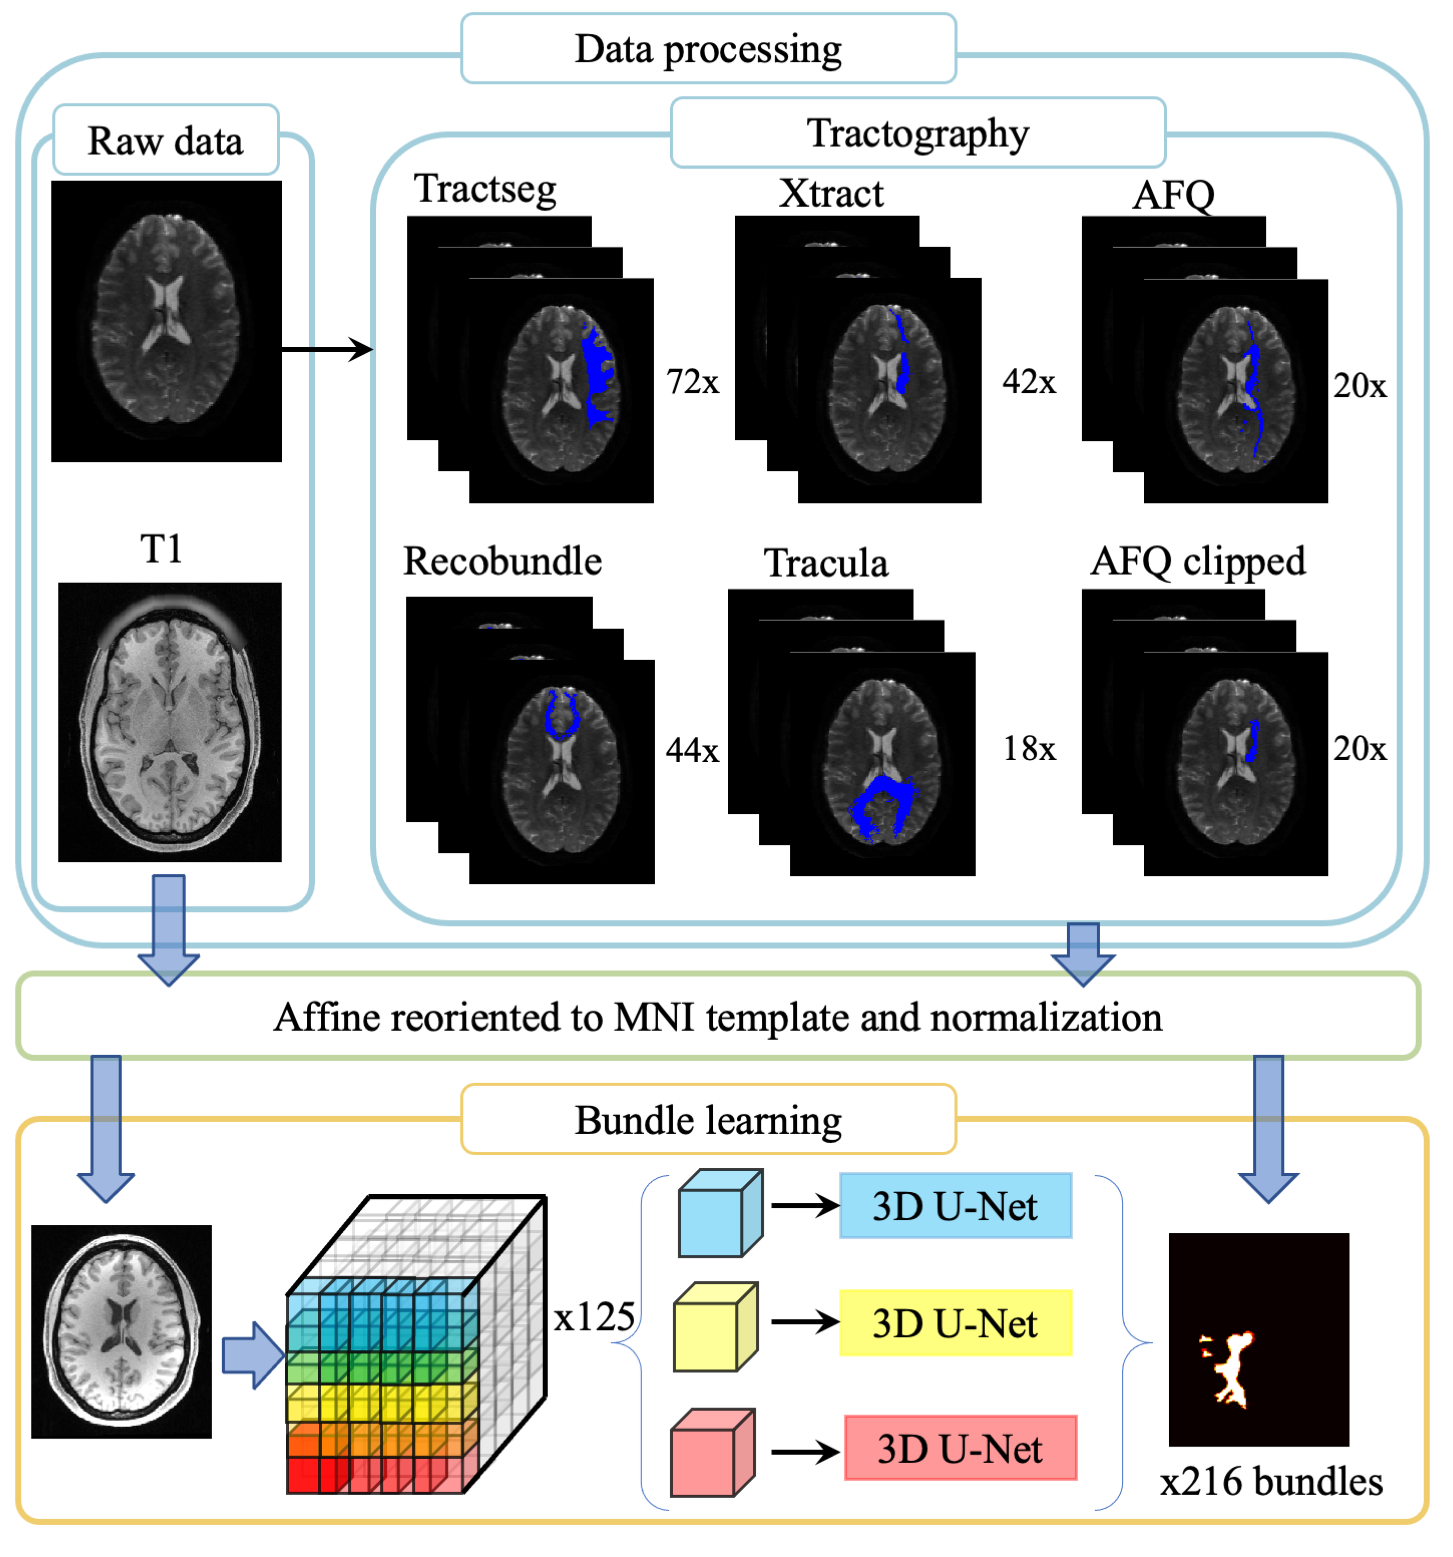 Data processing
Raw data
Tractography
Tractseg
Xtract
AFQ
72x
42x
20x
T1
Recobundle
Tracula
AFQ clipped
44x
18x
20x
Affine reoriented to MNI template and normalization
Bundle learning
x125
3D U-Net
3D U-Net
3D U-Net
x216 bundles